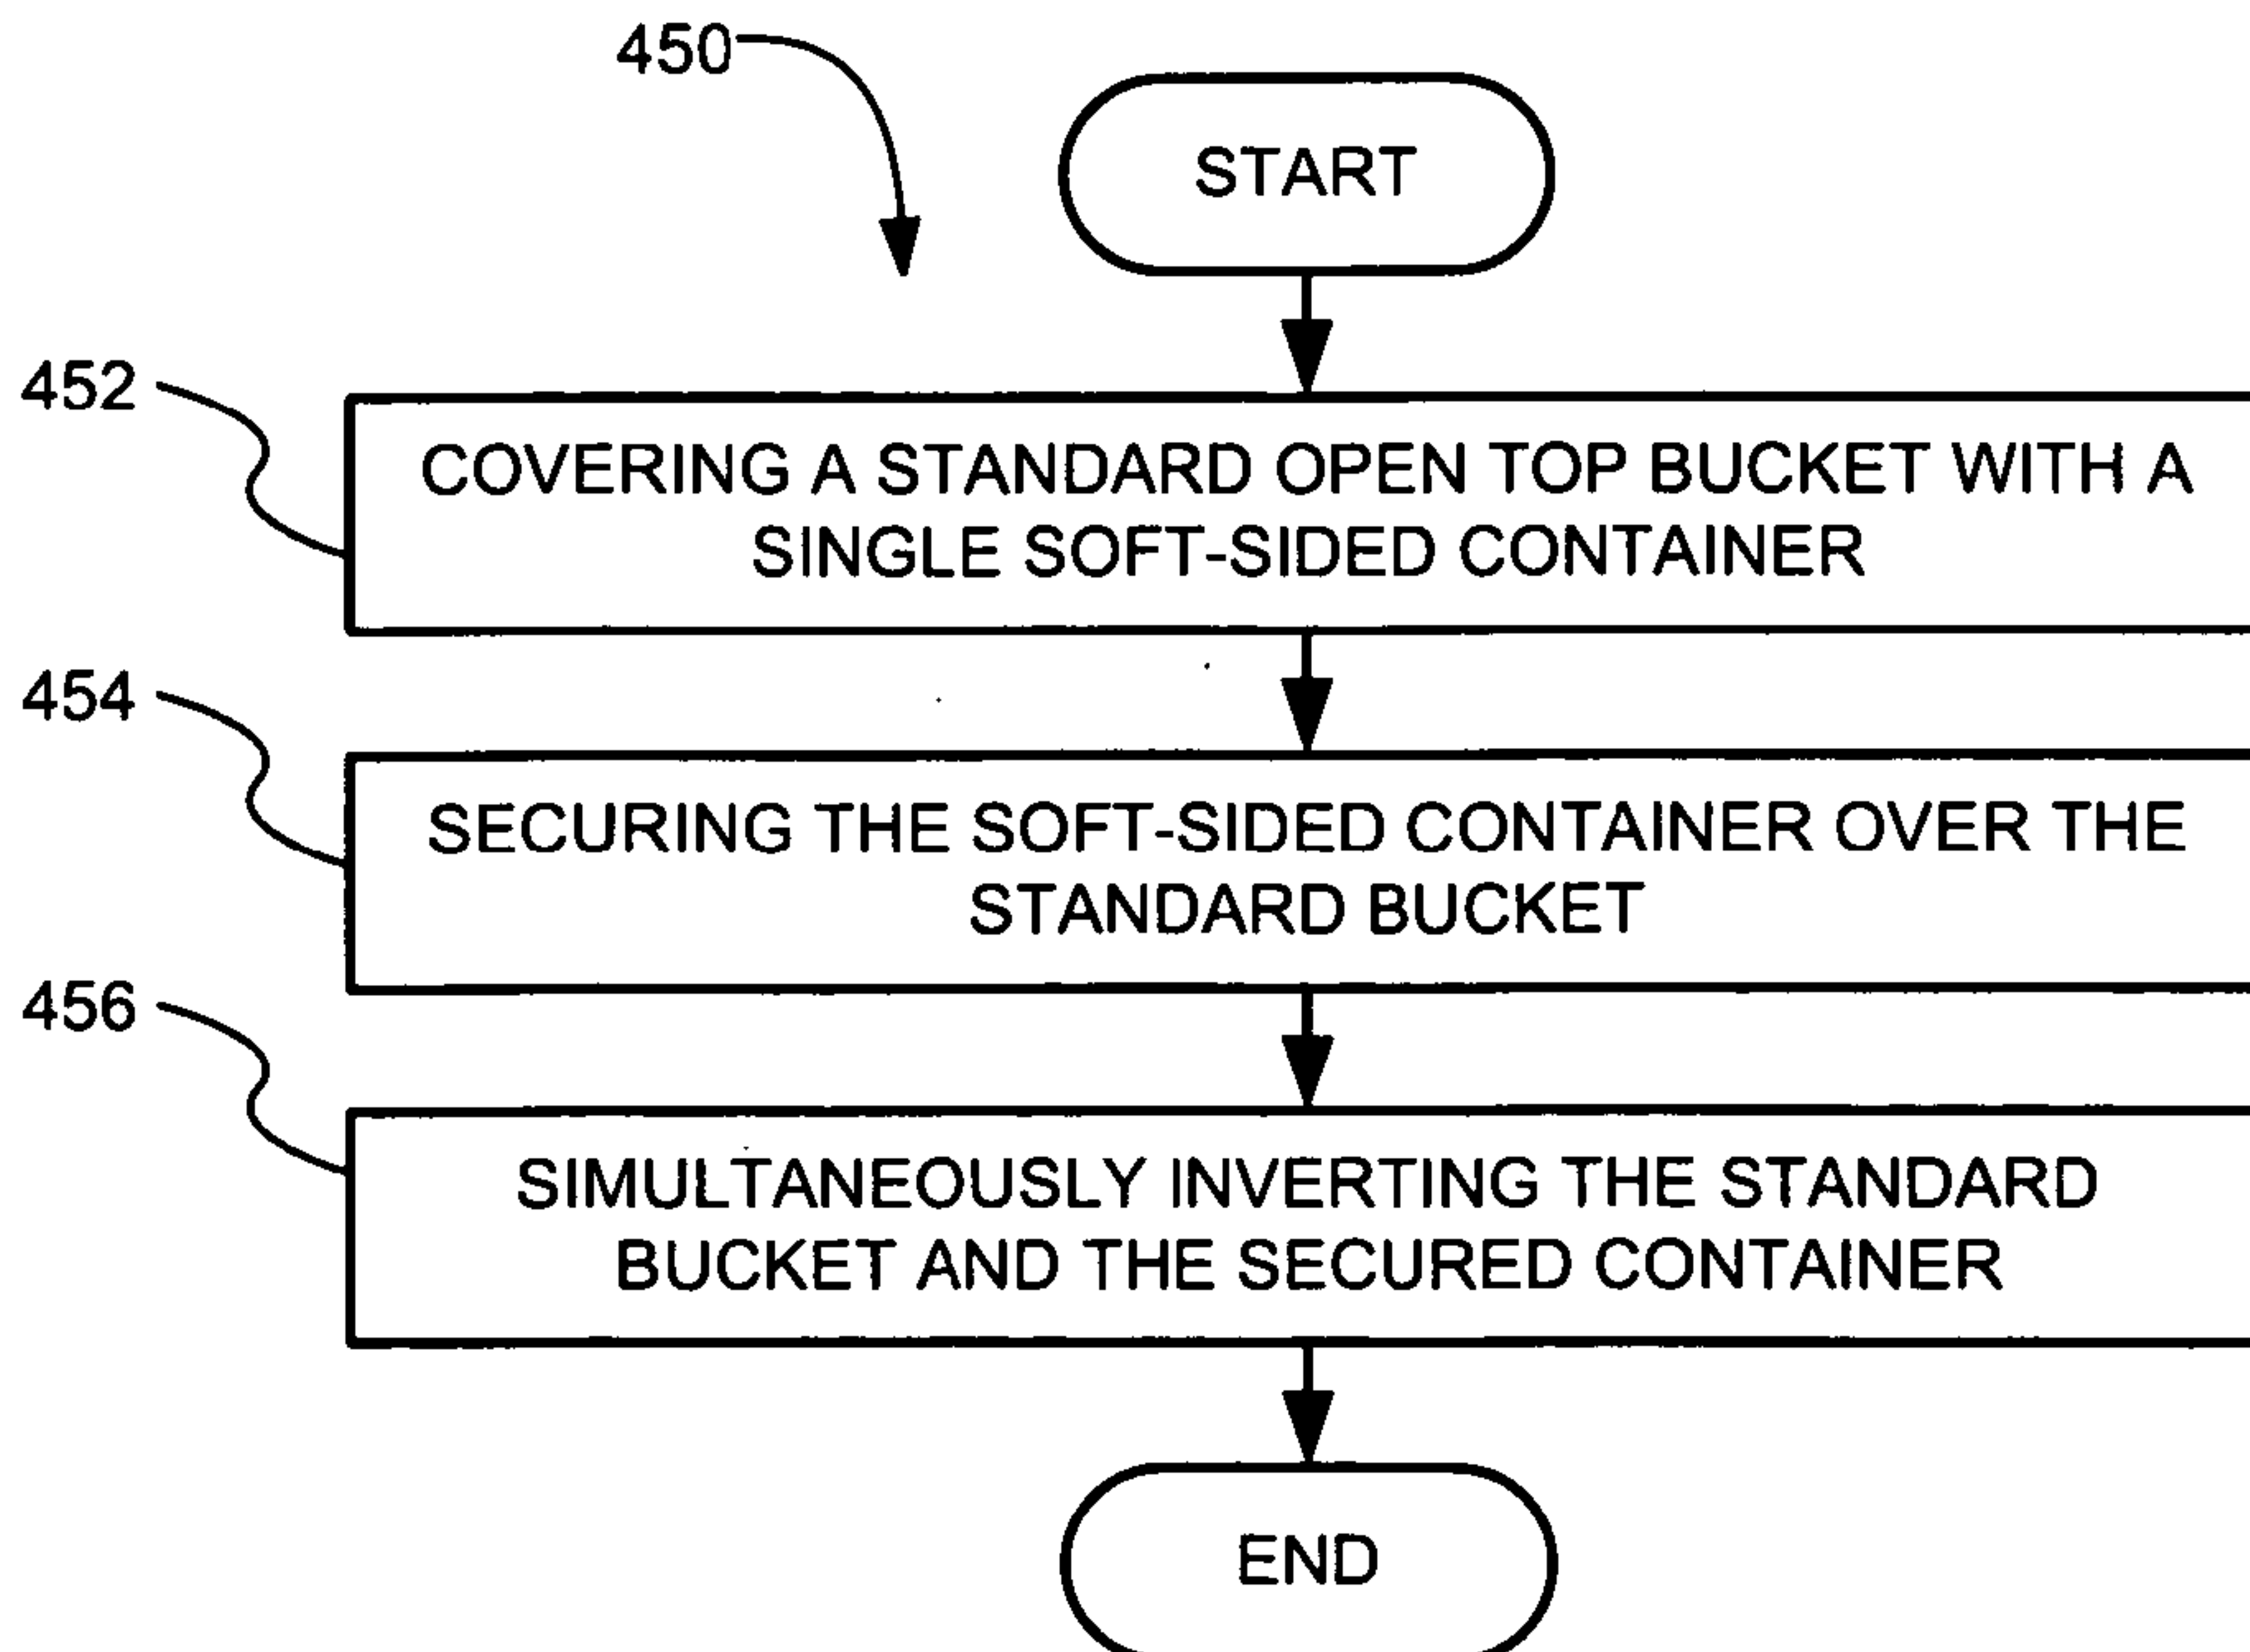 450
START
452
COVERING A STANDARD OPEN TOP BUCKET WITH A
SINGLE SOFT-SIDED CONTAINER
454
SECURING THE SOFT-SIDED CONTAINER OVER THE
STANDARD BUCKET
456
SIMULTANEOUSLY INVERTING THE STANDARD
BUCKET AND THE SECURED CONTAINER
END